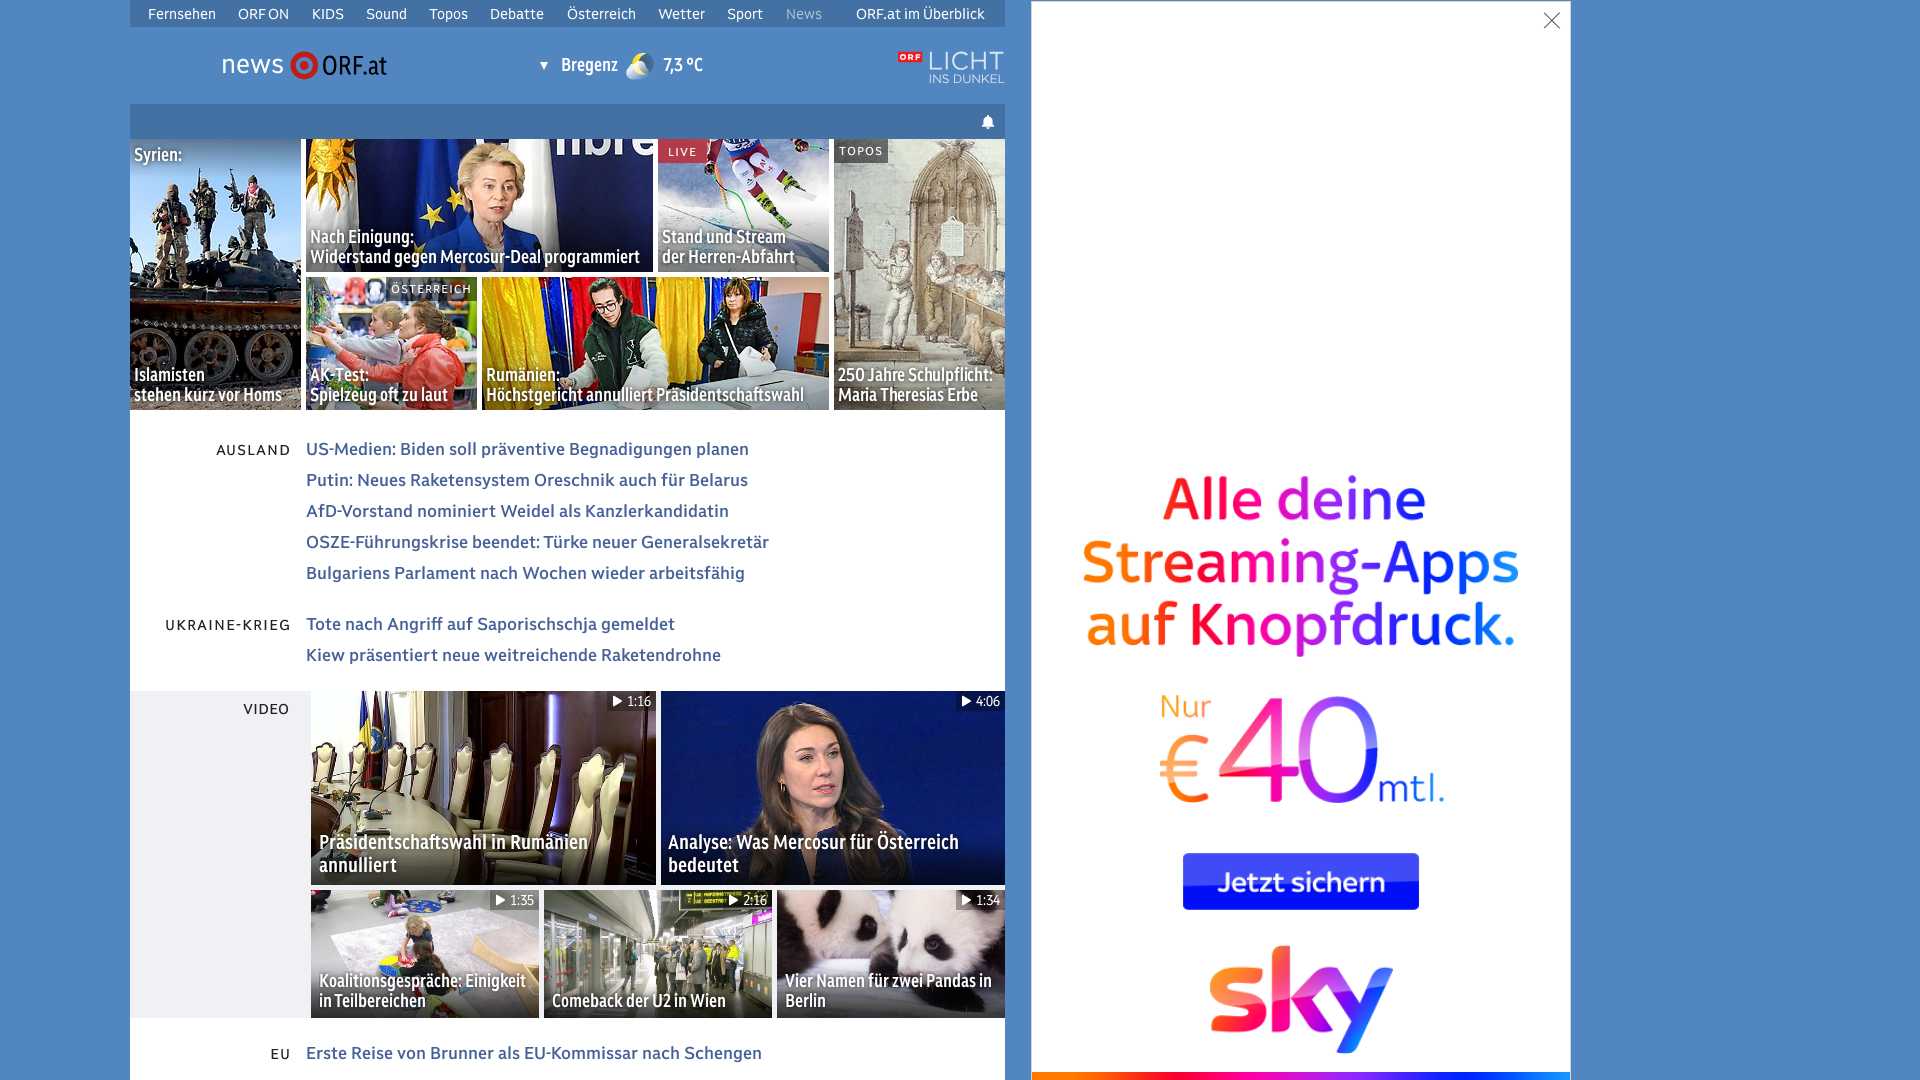 Fernsehen ORF ON KIDS Sound Topos Debatte Österreich Wetter Sport News ORF.at im Überblick
news ORF.at
▼ Bregenz 7,3 °C
ORF LICHT
INS DUNKEL
Syrien:
Islamisten
stehen kurz vor Homs
Nach Einigung:
Widerstand gegen Mercosur-Deal programmiert
LIVE
Stand und Stream
der Herren-Abfahrt
TOPOS
250 Jahre Schulpflicht:
Maria Theresias Erbe
ÖSTERREICH
AK-Test:
Spielzeug oft zu laut
Rumänien:
Höchstgericht annulliert Präsidentschaftswahl
AUSLAND
US-Medien: Biden soll präventive Begnadigungen planen
Putin: Neues Raketensystem Oreschnik auch für Belarus
AfD-Vorstand nominiert Weidel als Kanzlerkandidatin
OSZE-Führungskrise beendet: Türke neuer Generalsekretär
Bulgariens Parlament nach Wochen wieder arbeitsfähig
UKRAINE-KRIEG
Tote nach Angriff auf Saporischschja gemeldet
Kiew präsentiert neue weitreichende Raketendrohne
VIDEO
1:16
Präsidentschaftswahl in Rumänien
annulliert
4:06
Analyse: Was Mercosur für Österreich
bedeutet
1:35
Koalitionsgespräche: Einigkeit
in Teilbereichen
2:16
Comeback der U2 in Wien
1:34
Vier Namen für zwei Pandas in
Berlin
EU
Erste Reise von Brunner als EU-Kommissar nach Schengen
Alle deine
Streaming-Apps
auf Knopfdruck.
Nur
€ 40 mtl.
Jetzt sichern
sky